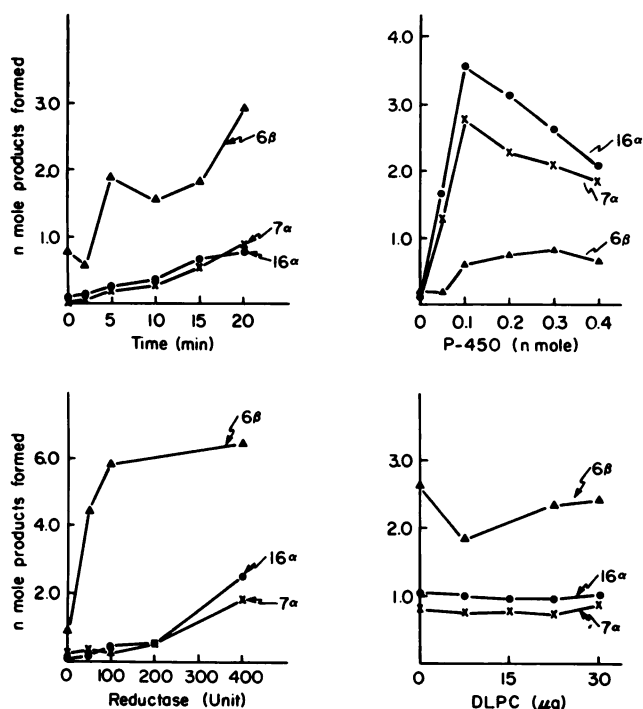 n mole products formed
3.0
2.0
1.0
6β
7α
16α
0 5 10 15 20
Time (min)
4.0
3.0
2.0
1.0
16α
7α
6β
0 0.1 0.2 0.3 0.4
P-450 (n mole)
n mole products formed
6.0
4.0
2.0
6β
16α
7α
0 100 200 300 400
Reductase (Unit)
3.0
2.0
1.0
6β
16α
7α
0 15 30
DLPC (μg)